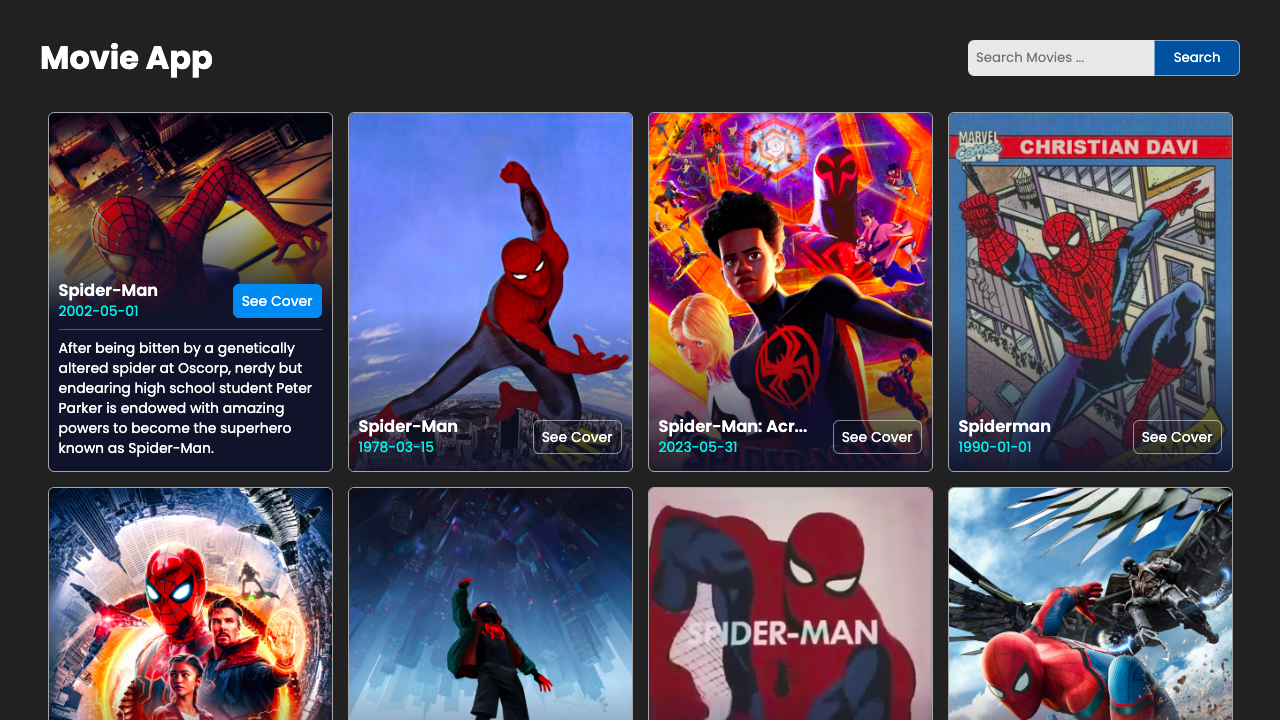 Movie App
Search Movies ...
Search
Spider-Man
2002-05-01
See Cover
After being bitten by a genetically
altered spider at Oscorp, nerdy but
endearing high school student Peter
Parker is endowed with amazing
powers to become the superhero
known as Spider-Man.
Spider-Man
1978-03-15
See Cover
Spider-Man: Acr...
2023-05-31
See Cover
MARVEL
COMICS
CHRISTIAN DAVI
Spiderman
1990-01-01
See Cover
SPIDER-MAN